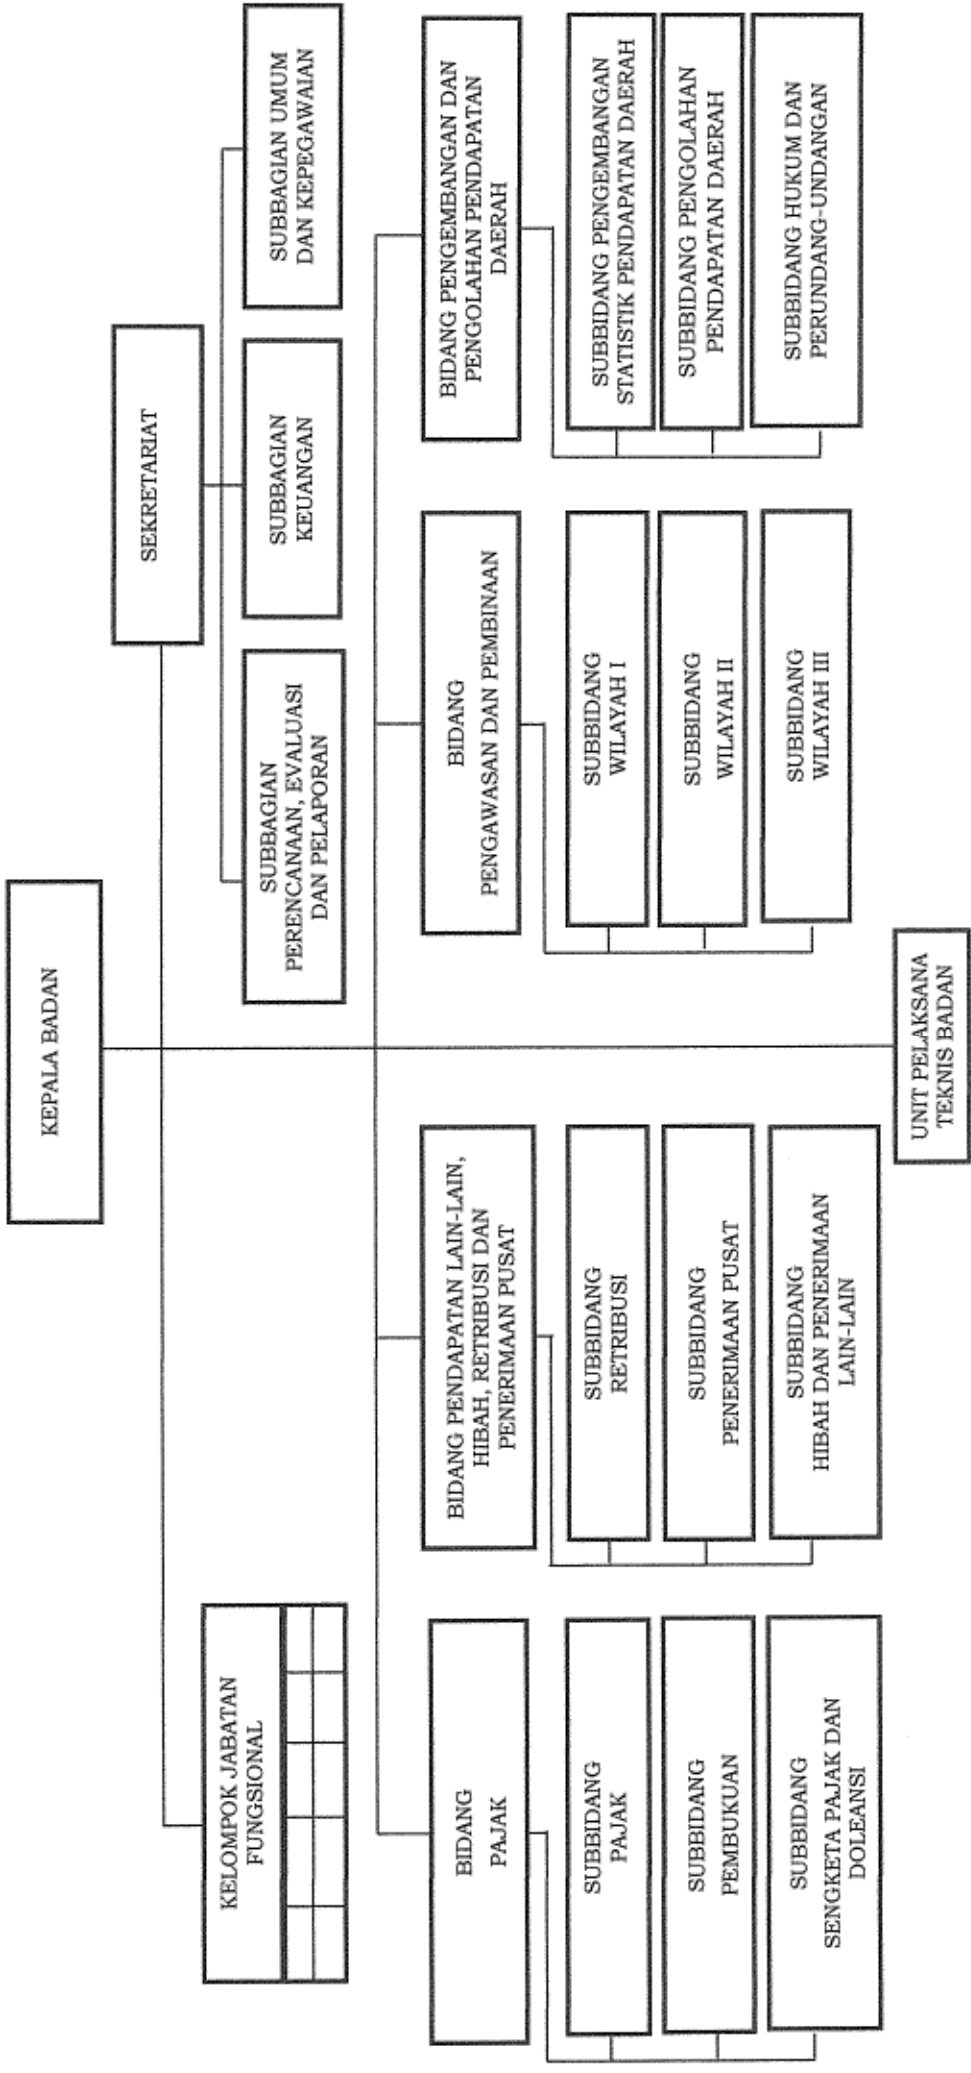 KEPALA BADAN
SEKRETARIAT
KELOMPOK JABATAN
FUNGSIONAL
SUBBAGIAN
PERENCANAAN, EVALUASI
DAN PELAPORAN
SUBBAGIAN
KEUANGAN
SUBBAGIAN UMUM
DAN KEPEGAWAIAN
BIDANG
PAJAK
SUBBIDANG
PAJAK
SUBBIDANG
PEMBUKUAN
SUBBIDANG
SENGKETA PAJAK DAN
DOLEANSI
BIDANG PENDAPATAN LAIN-LAIN,
HIBAH, RETRIBUSI DAN
PENERIMAAN PUSAT
SUBBIDANG
RETRIBUSI
SUBBIDANG
PENERIMAAN PUSAT
SUBBIDANG
HIBAH DAN PENERIMAAN
LAIN-LAIN
BIDANG
PENGAWASAN DAN PEMBINAAN
SUBBIDANG
WILAYAH I
SUBBIDANG
WILAYAH II
SUBBIDANG
WILAYAH III
BIDANG PENGEMBANGAN DAN
PENGOLAHAN PENDAPATAN
DAERAH
SUBBIDANG PENGEMBANGAN
STATISTIK PENDAPATAN DAERAH
SUBBIDANG PENGOLAHAN
PENDAPATAN DAERAH
SUBBIDANG HUKUM DAN
PERUNDANG-UNDANGAN
UNIT PELAKSANA
TEKNIS BADAN